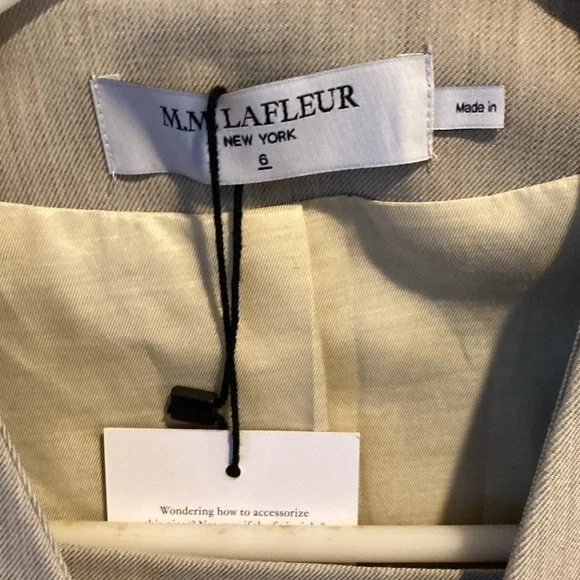 M.M. LAFLEUR
NEW YORK
6
Made in
Wondering how to accessorize